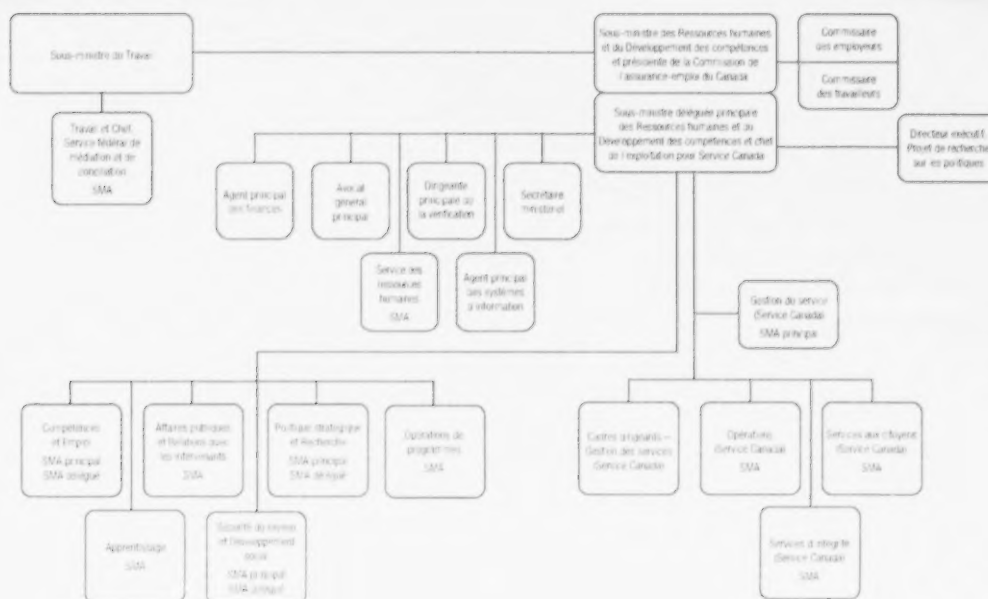 Sous-ministre du Travail
Sous-ministre des Ressources humaines
et du Développement des compétences
et présidente de la Commission de
l'assurance-emploi du Canada
Commissaire
des employeurs
Commissaire
des travailleurs
Travail et Chef,
Service fédéral de
médiation et de
conciliation
SMA
Sous-ministre déléguée principale
des Ressources humaines et du
Développement des compétences et chef
de l'exploitation pour Service Canada
Directeur exécutif
Projet de recherche
sur les politiques
Agent principal
des finances
Avocat
général
principal
Dirigeante
principale de
la vérification
Secrétaire
ministériel
Service des
ressources
humaines
SMA
Agent principal
des systèmes
d'information
Gestion du service
(Service Canada)
SMA principal
Compétences
et Emploi
SMA principal
SMA délégué
Affaires publiques
et Relations avec
les intervenants
SMA
Politique stratégique
et Recherche
SMA principal
SMA délégué
Opérations de
programmes
SMA
Cadres dirigeants –
Gestion des services
(Service Canada)
Opérations
(Service Canada)
SMA
Services aux citoyens
(Service Canada)
SMA
Apprentissage
SMA
Sécurité du revenu
et Développement
social
SMA principal
SMA délégué
Services d'intégrité
(Service Canada)
SMA